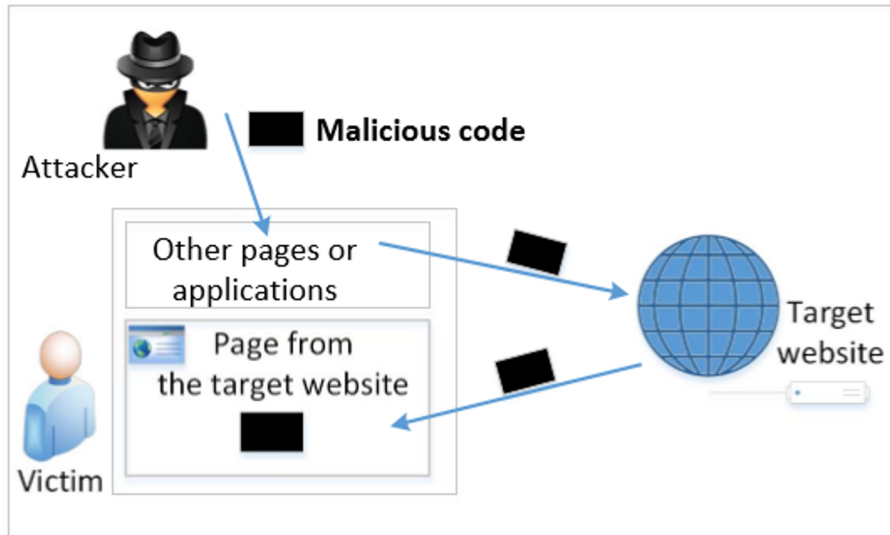 Malicious code
Attacker
Other pages or
applications
Page from
the target website
Target
website
Victim